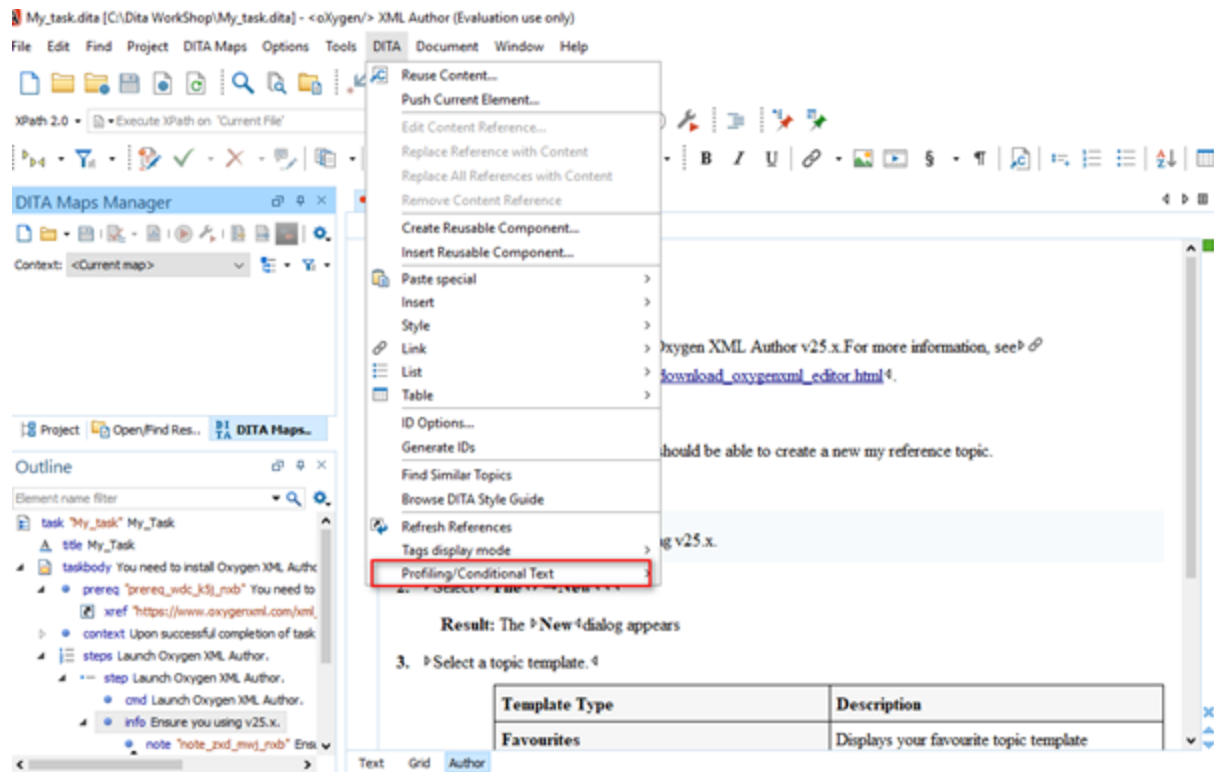 My_task.dita [C:\Dita WorkShop\My_task.dita] - <oXygen/> XML Author (Evaluation use only)
File Edit Find Project DITA Maps Options Tools DITA Document Window Help
Reuse Content...
Push Current Element...
XPath 2.0 Execute XPath on 'Current File'
Edit Content Reference...
Replace Reference with Content
B I U § ¶
Replace All References with Content
DITA Maps Manager
Remove Content Reference
Create Reusable Component...
Insert Reusable Component...
Context: <Current map>
Paste special
Insert
Style
Link
Oxygen XML Author v25.x.For more information, see
List
download_oxygenxml_editor.html.
Table
ID Options...
Project Open/Find Res... DITA Maps...
Generate IDs
should be able to create a new my reference topic.
Outline
Find Similar Topics
Element name filter
Browse DITA Style Guide
task "My_task" My_Task
Refresh References
title My_Task
Tags display mode
g v25.x.
taskbody You need to install Oxygen XML Autho
Profiling/Conditional Text
prereq "prereq_wdc_k5j_nxb" You need to
2. Select File New
xref "https://www.oxygenxml.com/xml_
Result: The New dialog appears
context Upon successful completion of task
steps Launch Oxygen XML Author.
3. Select a topic template.
step Launch Oxygen XML Author.
cmd Launch Oxygen XML Author.
Template Type Description
info Ensure you using v25.x.
Favourites Displays your favourite topic template
note "note_zxd_mwj_nxb" Ensu
Text Grid Author